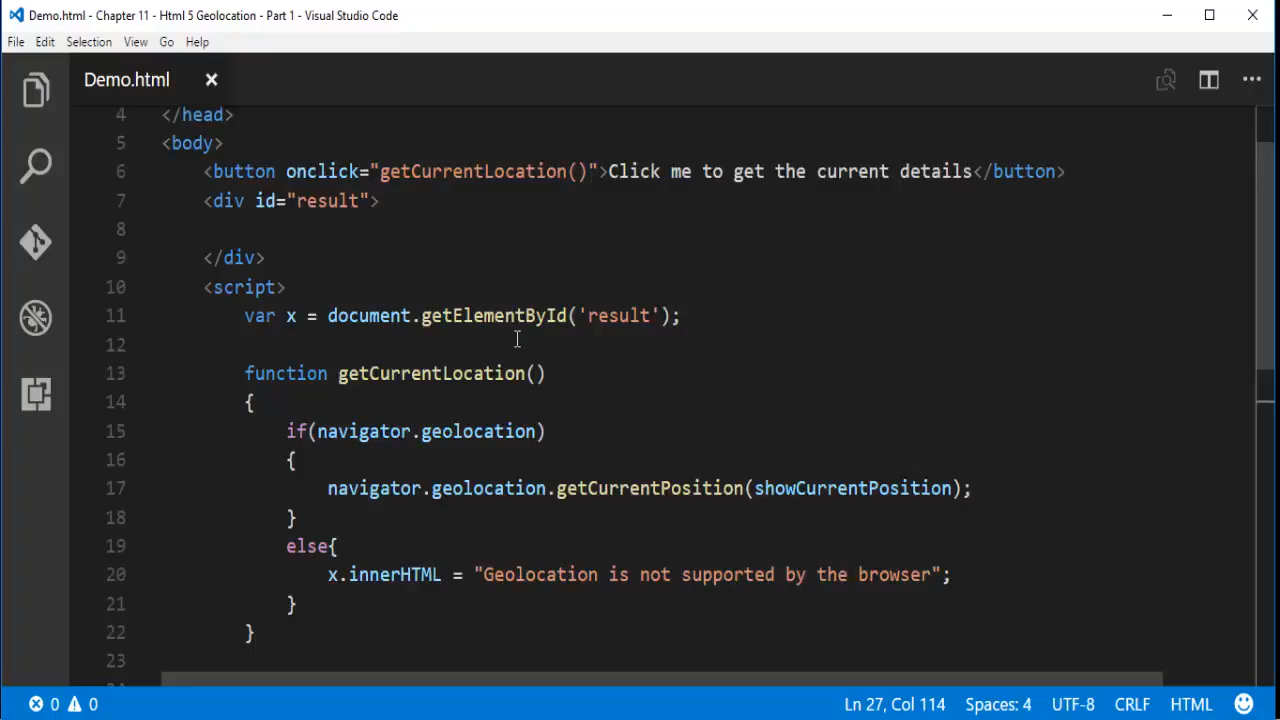 Demo.html - Chapter 11 - Html 5 Geolocation - Part 1 - Visual Studio Code
File Edit Selection View Go Help
Demo.html
4 </head>
5 <body>
6 <button onclick="getCurrentLocation()">Click me to get the current details</button>
7 <div id="result">
8
9 </div>
10 <script>
11 var x = document.getElementById('result');
12
13 function getCurrentLocation()
14 {
15 if(navigator.geolocation)
16 {
17 navigator.geolocation.getCurrentPosition(showCurrentPosition);
18 }
19 else{
20 x.innerHTML = "Geolocation is not supported by the browser";
21 }
22 }
23
0 0 Ln 27, Col 114 Spaces: 4 UTF-8 CRLF HTML